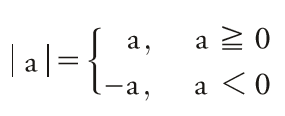 |a|={ a, a ≧ 0
−a, a < 0